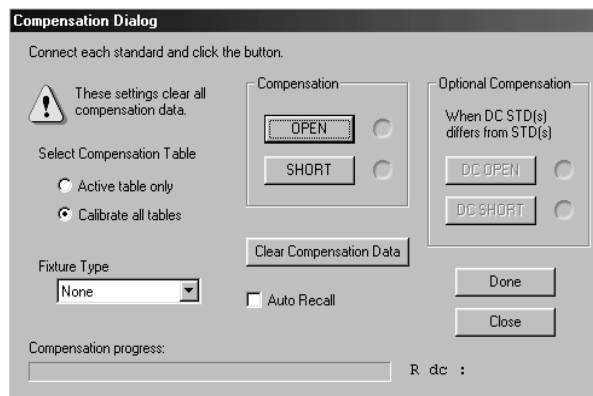 Compensation Dialog
Connect each standard and click the button.
These settings clear all
compensation data.
Select Compensation Table
Active table only
Calibrate all tables
Fixture Type
None
Compensation
OPEN
SHORT
Clear Compensation Data
Auto Recall
Optional Compensation
When DC STD(s)
differs from STD(s)
DC OPEN
DC SHORT
Done
Close
Compensation progress:
R dc :